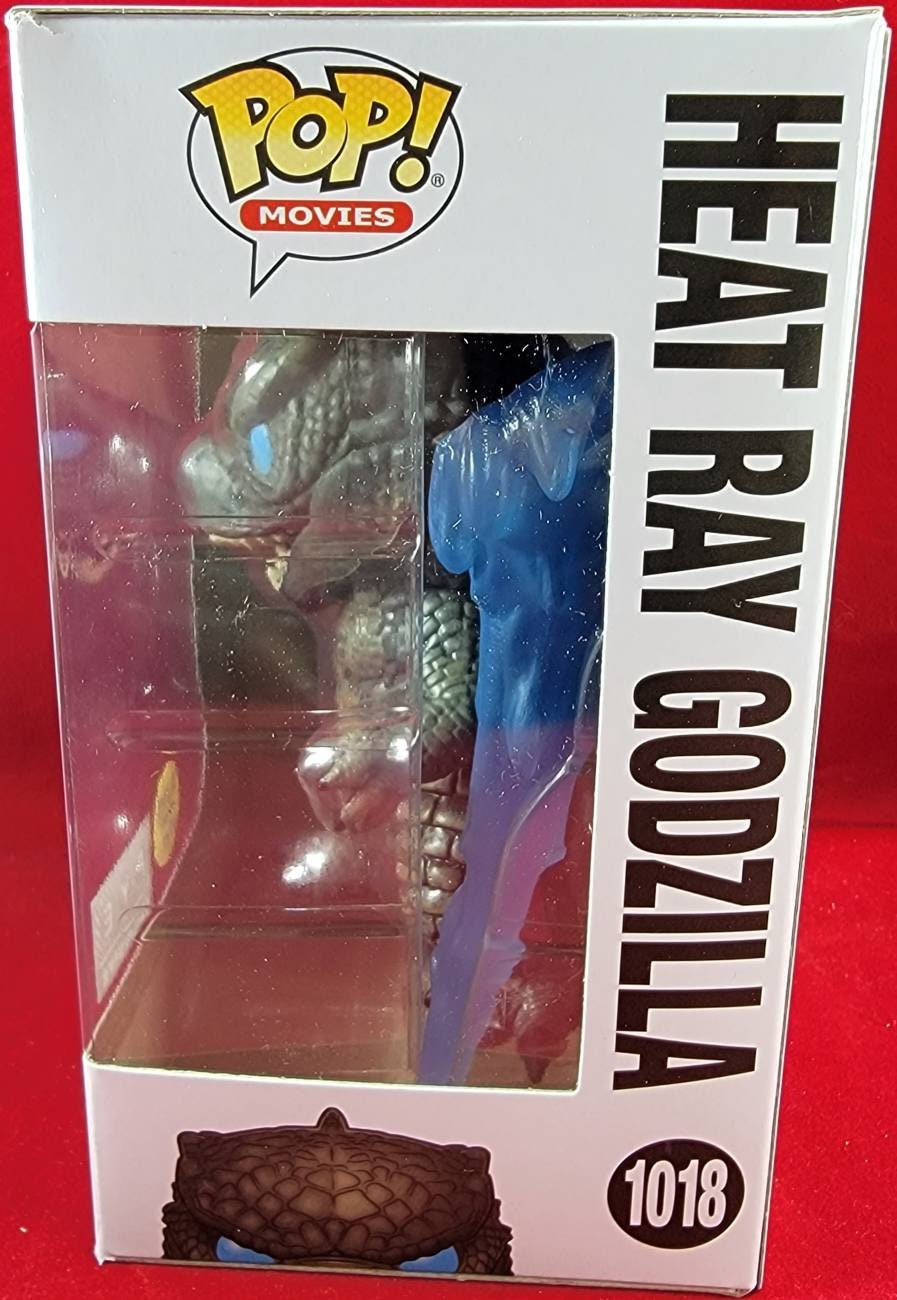 POP!®
MOVIES
HEAT RAY GODZILLA
1018